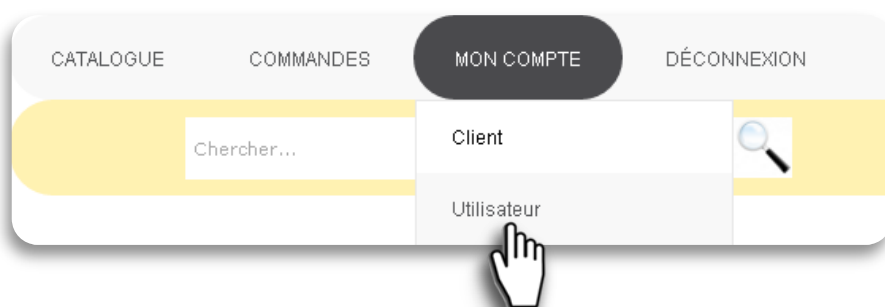 CATALOGUE COMMANDES MON COMPTE DÉCONNEXION
Client
Chercher...
Utilisateur